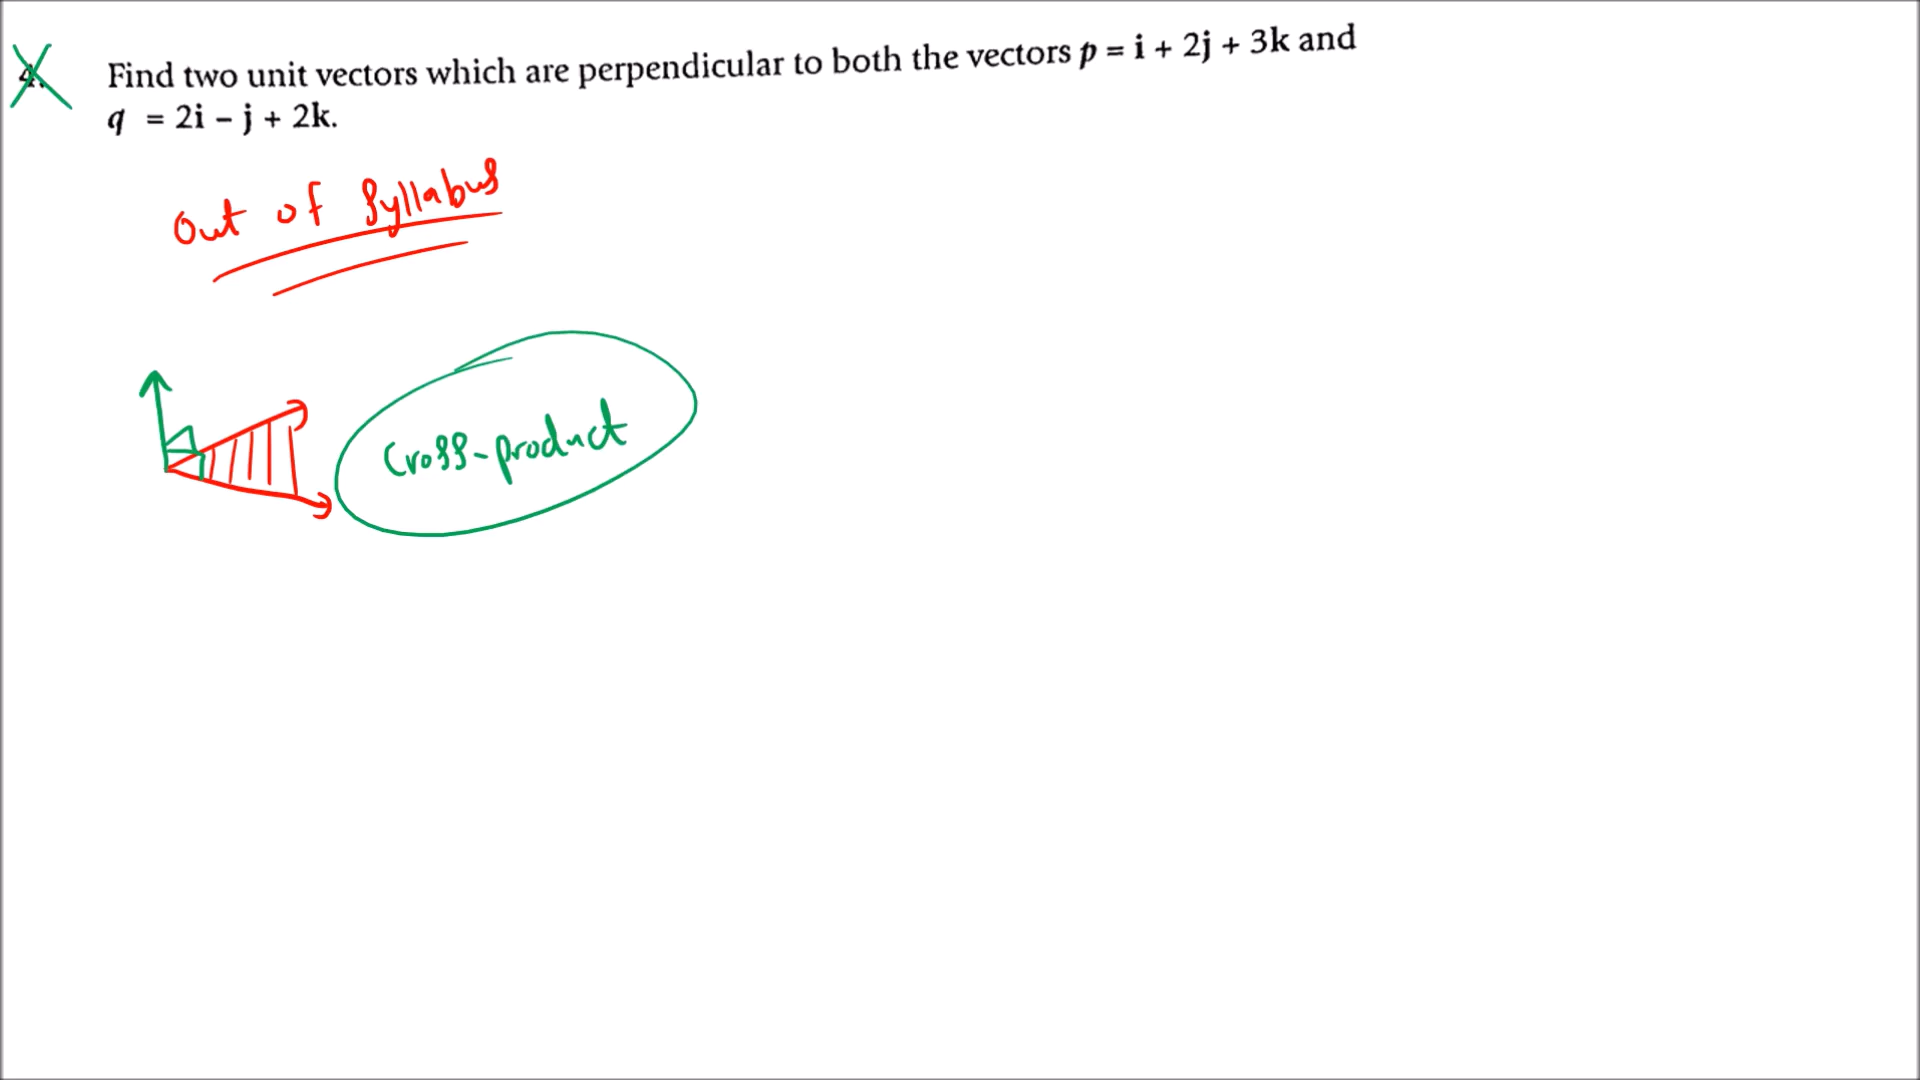 Find two unit vectors which are perpendicular to both the vectors p = i + 2j + 3k and
q = 2i – j + 2k.
Out of Syllabus
Cross-product